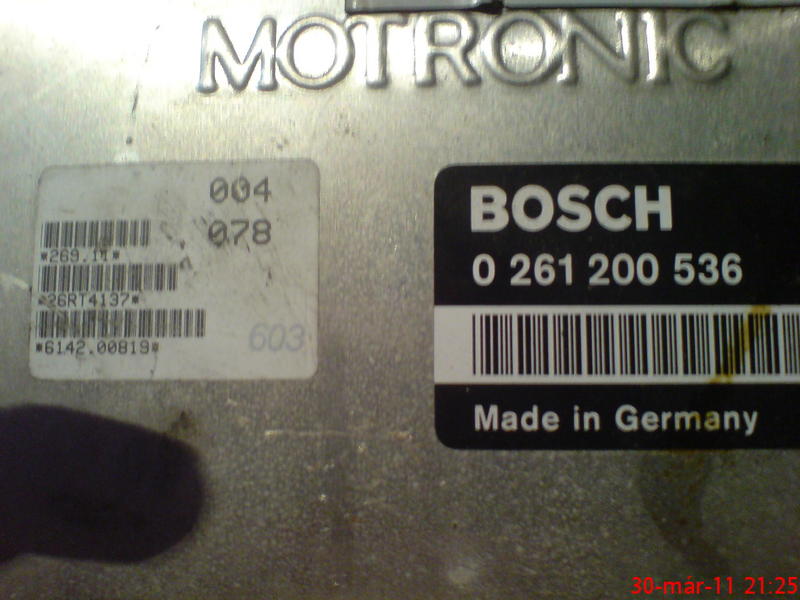 MOTRONIC
004
078
*269.11*
*26RT4137*
*6142.00819*
603
BOSCH
0 261 200 536
Made in Germany
30-már-11 21:25